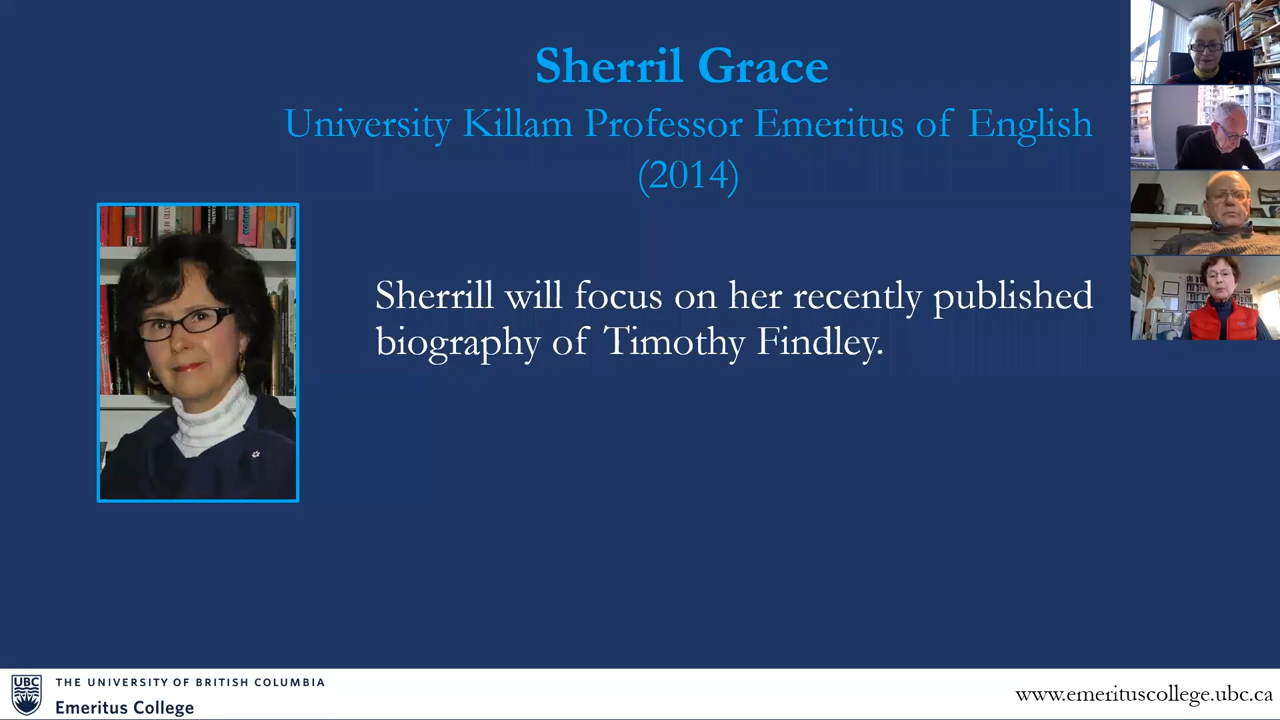 Sherril Grace
University Killam Professor Emeritus of English
(2014)
Sherrill will focus on her recently published
biography of Timothy Findley.
UBC
THE UNIVERSITY OF BRITISH COLUMBIA
Emeritus College
www.emerituscollege.ubc.ca